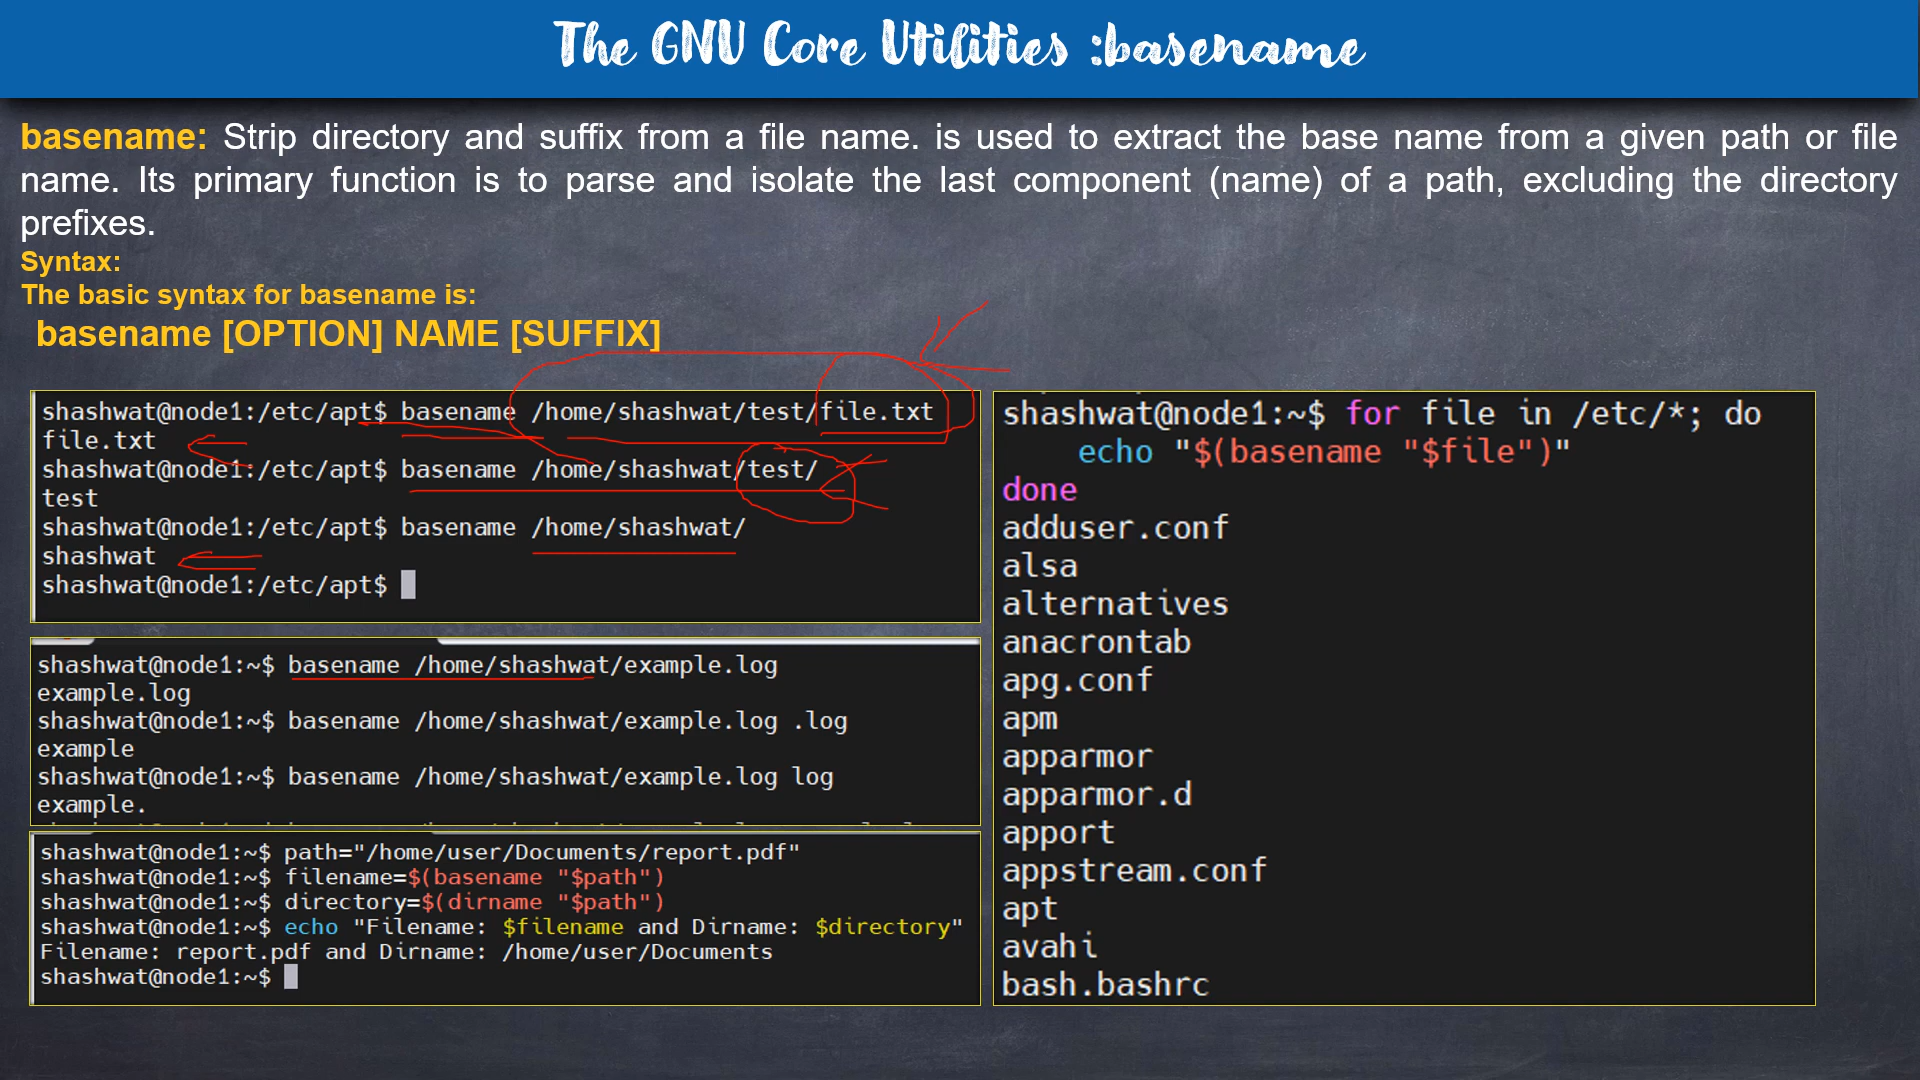 The GNU Core Utilities :basename
basename: Strip directory and suffix from a file name. is used to extract the base name from a given path or file
name. Its primary function is to parse and isolate the last component (name) of a path, excluding the directory
prefixes.
Syntax:
The basic syntax for basename is:
basename [OPTION] NAME [SUFFIX]
shashwat@node1:/etc/apt$ basename /home/shashwat/test/file.txt
file.txt
shashwat@node1:/etc/apt$ basename /home/shashwat/test/
test
shashwat@node1:/etc/apt$ basename /home/shashwat/
shashwat
shashwat@node1:/etc/apt$
shashwat@node1:~$ basename /home/shashwat/example.log
example.log
shashwat@node1:~$ basename /home/shashwat/example.log .log
example
shashwat@node1:~$ basename /home/shashwat/example.log log
example.
shashwat@node1:~$ path="/home/user/Documents/report.pdf"
shashwat@node1:~$ filename=$(basename "$path")
shashwat@node1:~$ directory=$(dirname "$path")
shashwat@node1:~$ echo "Filename: $filename and Dirname: $directory"
Filename: report.pdf and Dirname: /home/user/Documents
shashwat@node1:~$
shashwat@node1:~$ for file in /etc/*; do
echo "$(basename "$file")"
done
adduser.conf
alsa
alternatives
anacrontab
apg.conf
apm
apparmor
apparmor.d
apport
appstream.conf
apt
avahi
bash.bashrc